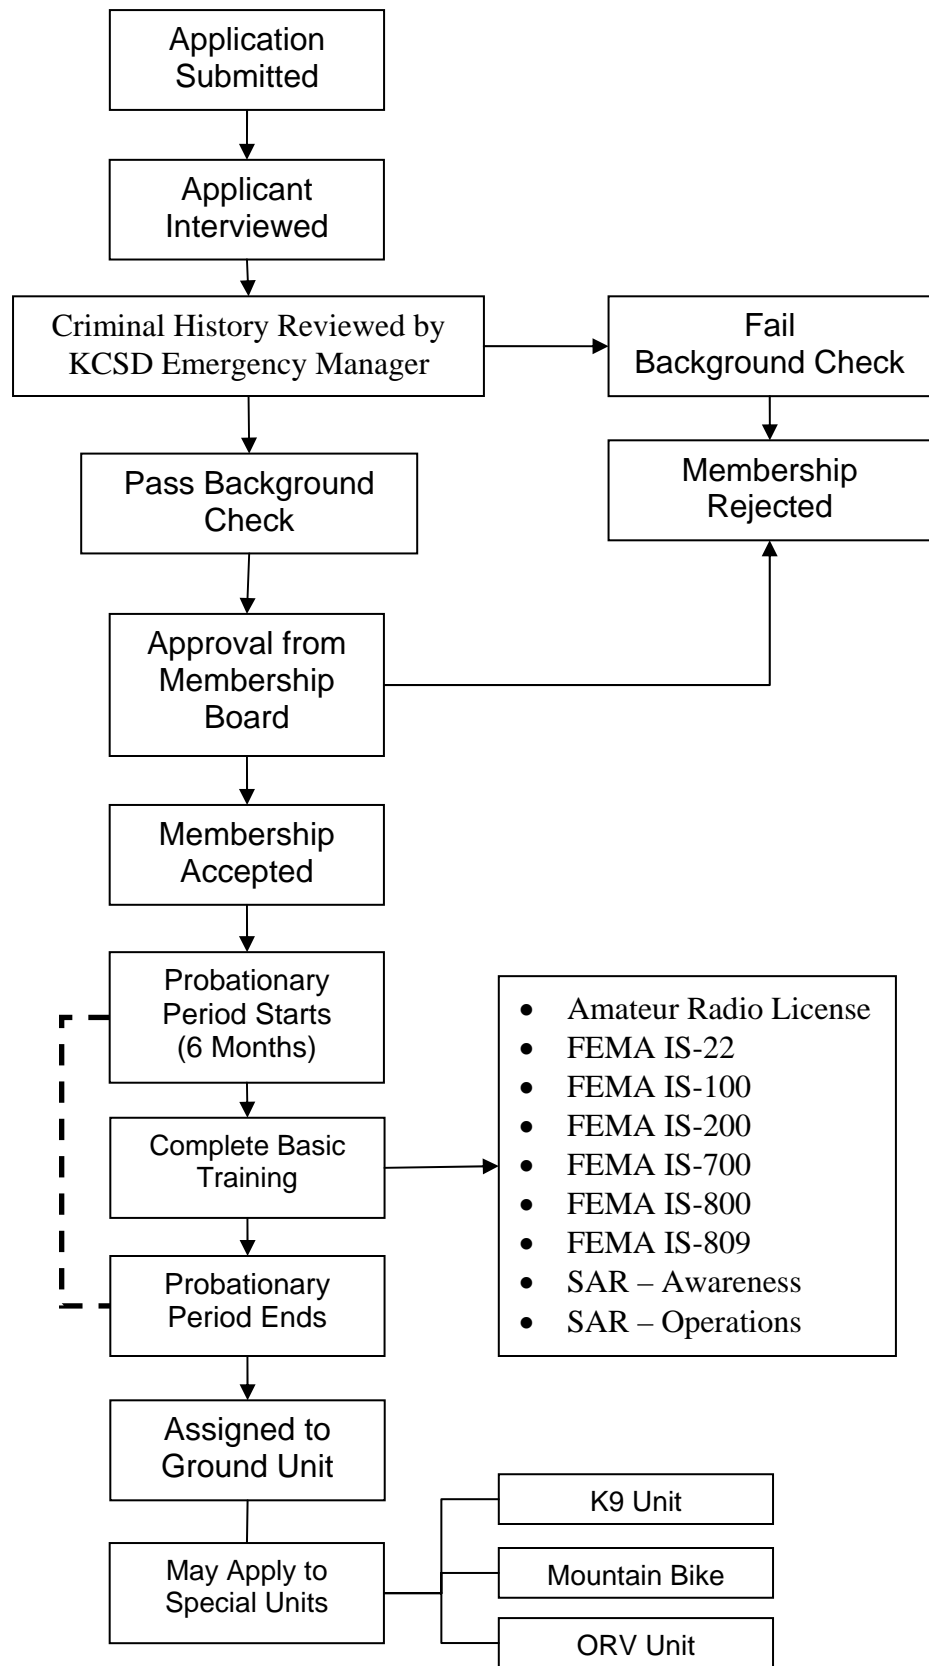 Application
Submitted
Applicant
Interviewed
Criminal History Reviewed by
KCSD Emergency Manager
Fail
Background Check
Pass Background
Check
Membership
Rejected
Approval from
Membership
Board
Membership
Accepted
Probationary
Period Starts
(6 Months)
Complete Basic
Training
• Amateur Radio License
• FEMA IS-22
• FEMA IS-100
• FEMA IS-200
• FEMA IS-700
• FEMA IS-800
• FEMA IS-809
• SAR – Awareness
• SAR – Operations
Probationary
Period Ends
Assigned to
Ground Unit
May Apply to
Special Units
K9 Unit
Mountain Bike
ORV Unit